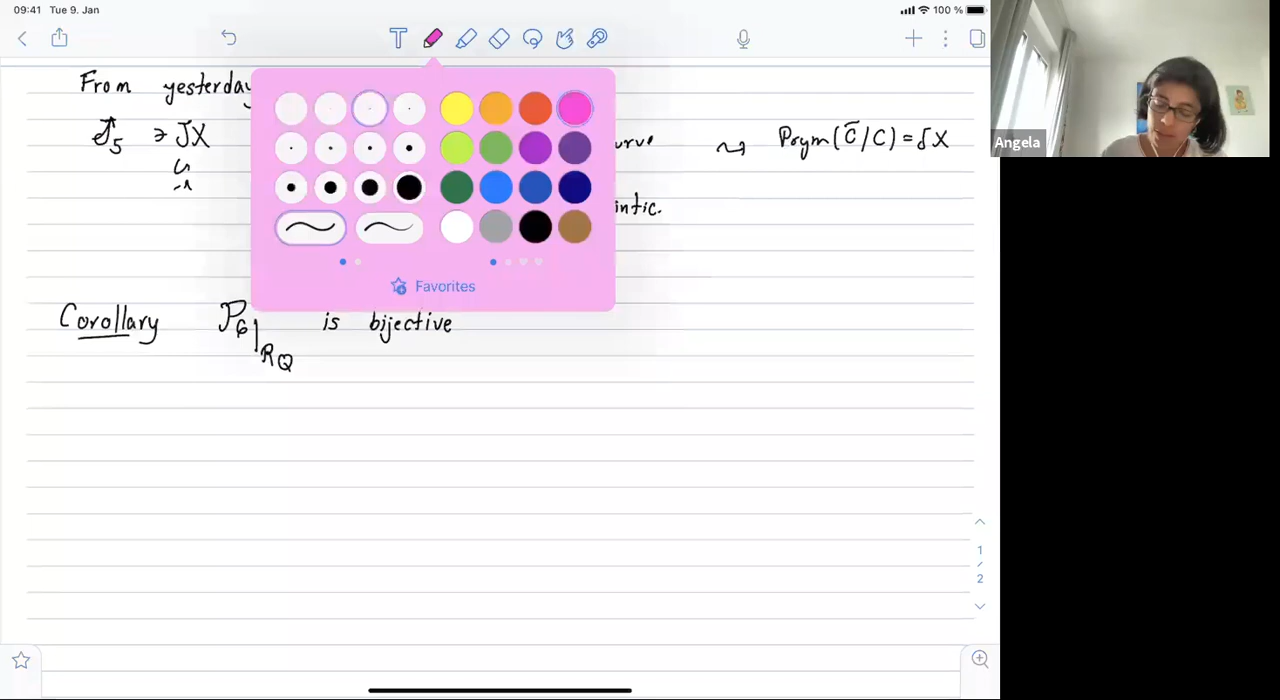 09:41 Tue 9. Jan
100 %
From yesterday
𝒥₅ ∋ JX
urve ⇝ Prym(C̃/C) = JX
-1
intic.
Favorites
Corollary 𝒫₆|RQ is bijective
Angela
1
/
2